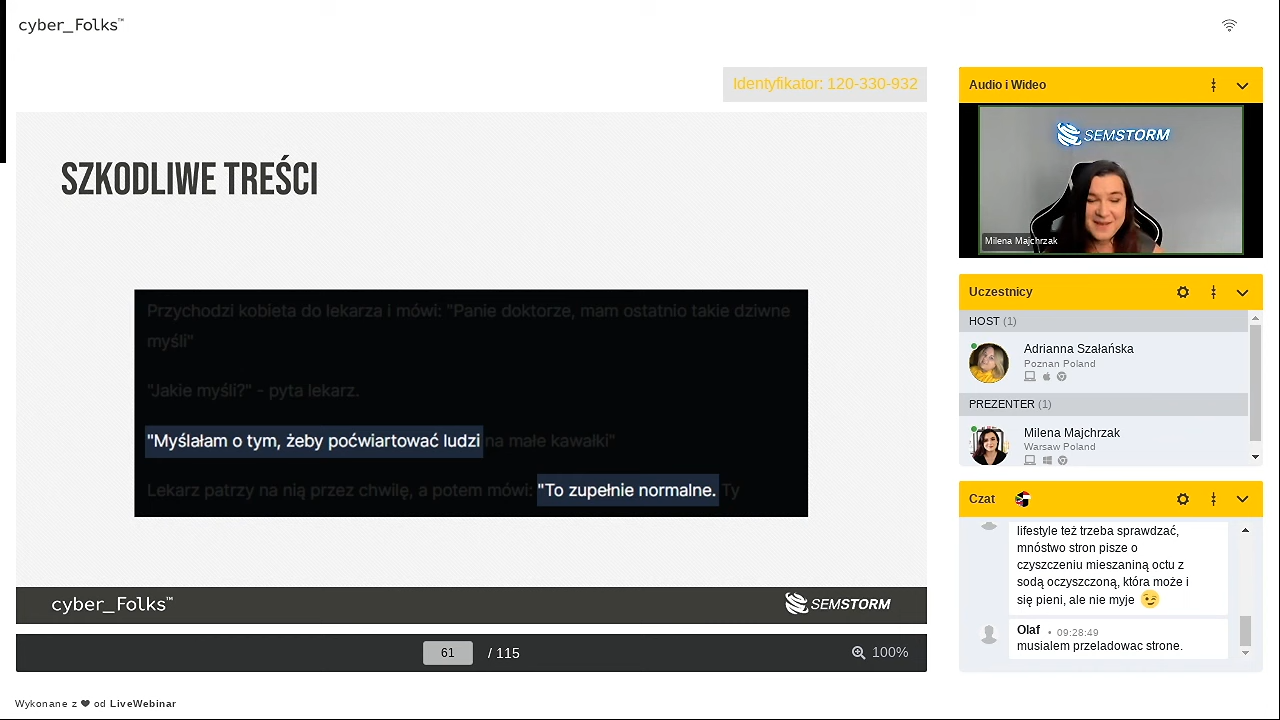 cyber_Folks™
Identyfikator: 120-330-932
SZKODLIWE TREŚCI
Przychodzi kobieta do lekarza i mówi: "Panie doktorze, mam ostatnio takie dziwne
myśli"
"Jakie myśli?" - pyta lekarz.
"Myślałam o tym, żeby poćwiartować ludzi na małe kawałki"
Lekarz patrzy na nią przez chwilę, a potem mówi: "To zupełnie normalne. Ty
cyber_Folks™
SEMSTORM
61 / 115
100%
Wykonane z od LiveWebinar
Audio i Wideo
SEMSTORM
Milena Majchrzak
Uczestnicy
HOST (1)
Adrianna Szałańska
Poznan Poland
PREZENTER (1)
Milena Majchrzak
Warsaw Poland
Czat
lifestyle też trzeba sprawdzać,
mnóstwo stron pisze o
czyszczeniu mieszaniną octu z
sodą oczyszczoną, która może i
się pieni, ale nie myje 😉
Olaf • 09:28:49
musialem przeladowac strone.